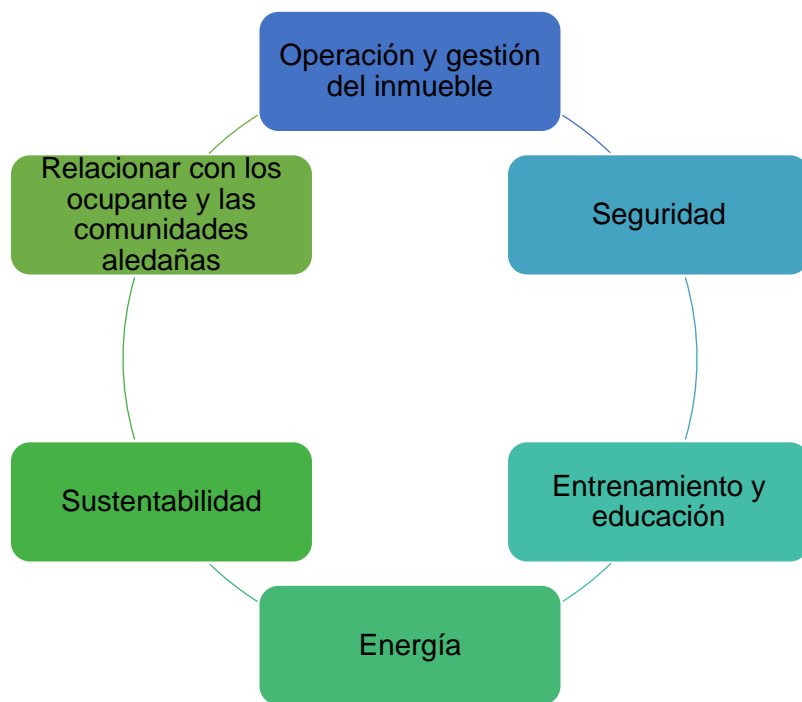 Operación y gestión
del inmueble
Seguridad
Entrenamiento y
educación
Energía
Sustentabilidad
Relacionar con los
ocupante y las
comunidades
aledañas